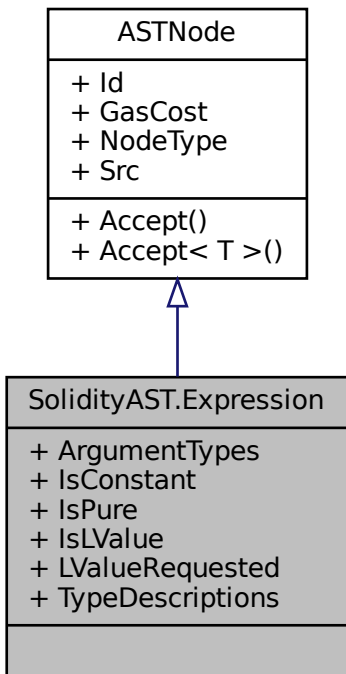 ASTNode
+ Id
+ GasCost
+ NodeType
+ Src
+ Accept()
+ Accept< T >()
SolidityAST.Expression
+ ArgumentTypes
+ IsConstant
+ IsPure
+ IsLValue
+ LValueRequested
+ TypeDescriptions